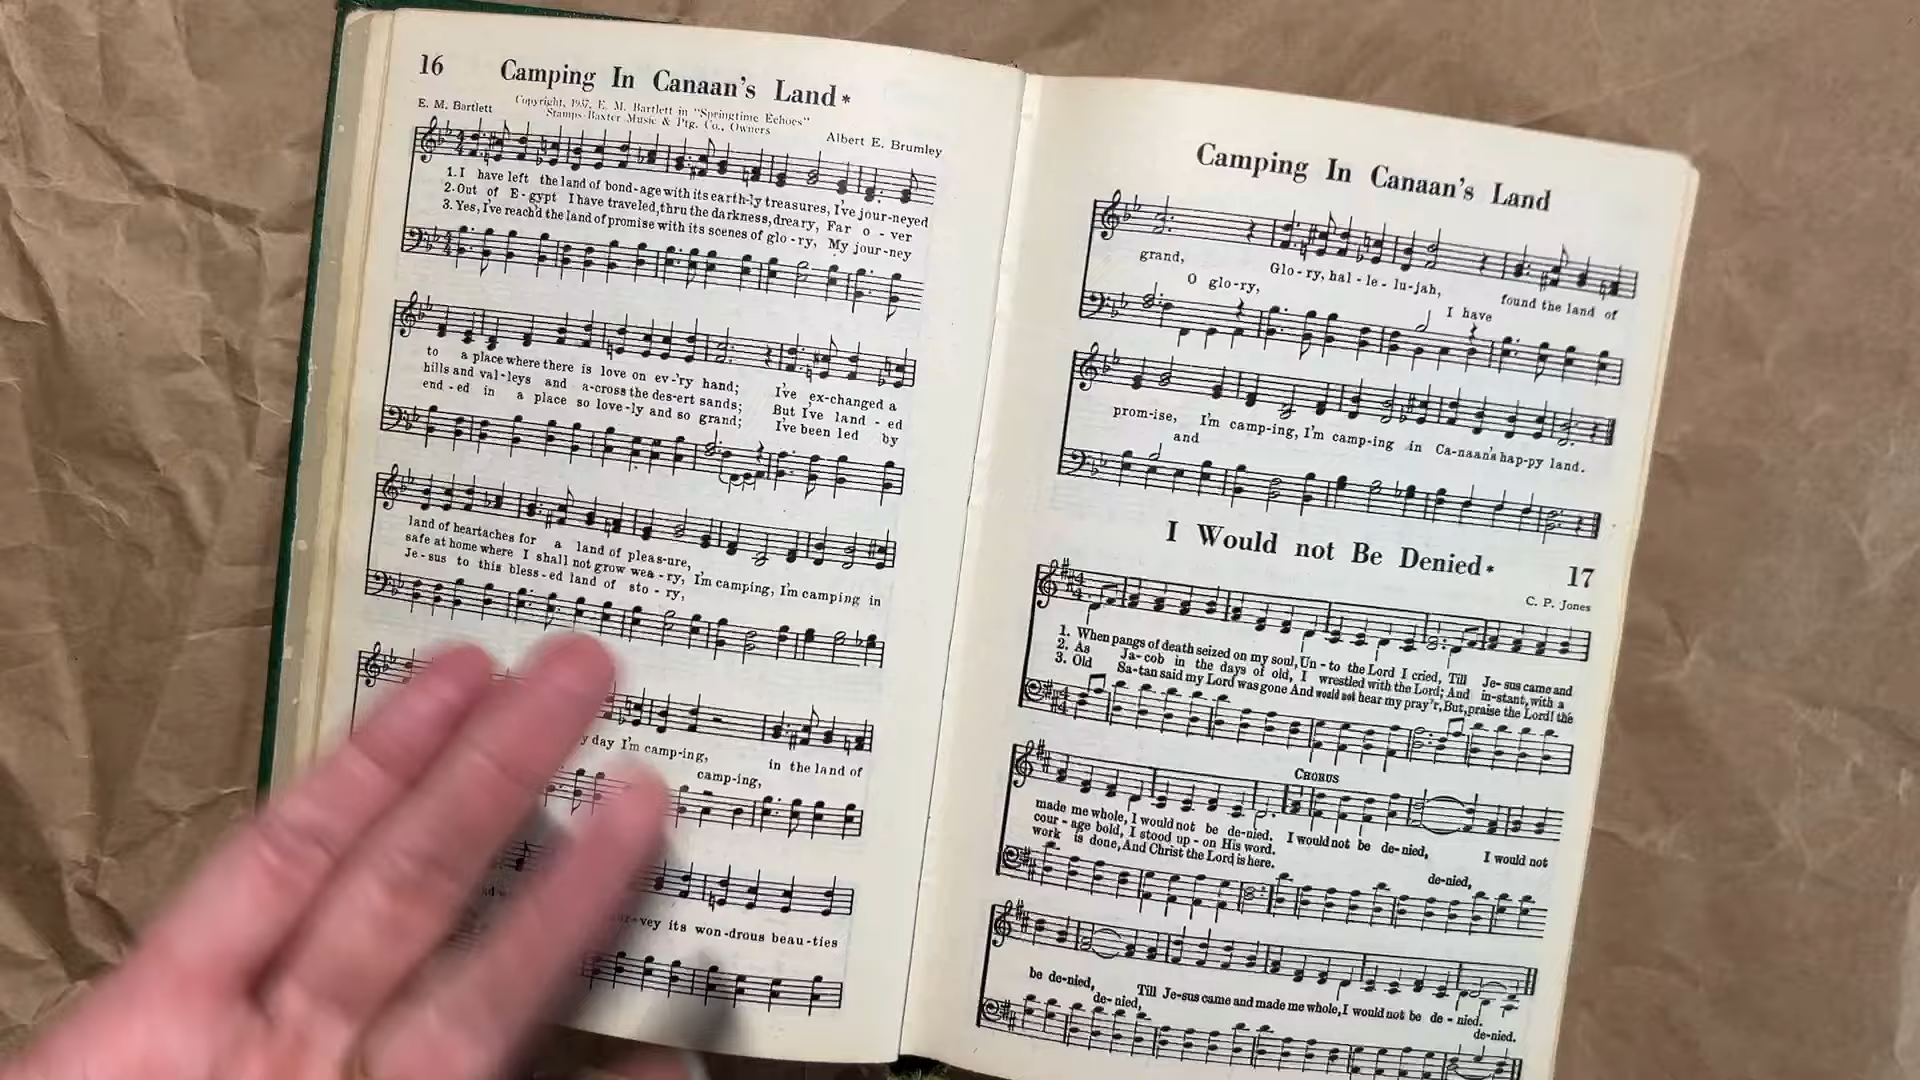 16
Camping In Canaan's Land*
E. M. Bartlett
Copyright, 1937, E. M. Bartlett in "Springtime Echoes"
Stamps-Baxter Music & Ptg. Co., Owners
Albert E. Brumley
1. I have left the land of bond-age with its earth-ly treasures, I've jour-neyed
2. Out of E-gypt I have traveled, thru the darkness, dreary, Far o - ver
3. Yes, I've reach'd the land of promise with its scenes of glo-ry, My jour-ney
to a place where there is love on ev-'ry hand; I've ex-changed a
hills and val-leys and a-cross the des-ert sands; But I've land - ed
end - ed in a place so love-ly and so grand; I've been led by
land of heartaches for a land of pleas-ure,
safe at home where I shall not grow wea - ry, I'm camping, I'm camping in
Je - sus to this bless-ed land of sto - ry,
day I'm camp-ing, in the land of
camp-ing,
vey its won-drous beau-ties
Camping In Canaan's Land
grand, Glo-ry, hal - le - lu-jah, found the land of
O glo-ry, I have
prom-ise, I'm camp-ing, I'm camp-ing in Ca-naan's hap-py land.
and
I Would not Be Denied*
17
C. P. Jones
1. When pangs of death seized on my soul, Un - to the Lord I cried, Till Je- sus came and
2. As Ja- cob in the days of old, I wrestled with the Lord; And in-stant, with a
3. Old Sa-tan said my Lord was gone And would not hear my pray'r, But, praise the Lord! the
CHORUS
made me whole, I would not be de-nied. I would not be de-nied, I would not
cour - age bold, I stood up - on His word.
work is done, And Christ the Lord is here.
de-nied,
be de-nied, Till Je-sus came and made me whole, I would not be de - nied.
de- nied, de-nied.